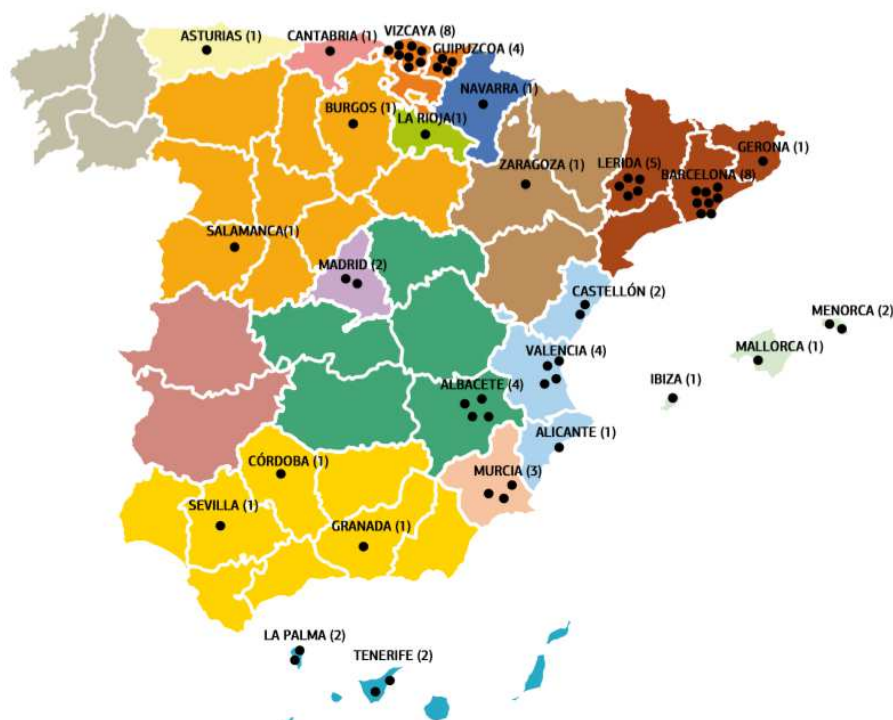 ASTURIAS (1)
CANTABRIA (1)
VIZCAYA (8)
GUIPUZCOA (4)
NAVARRA (1)
BURGOS (1)
LA RIOJA(1)
ZARAGOZA (1)
LERIDA (5)
GERONA (1)
BARCELONA (8)
SALAMANCA(1)
MADRID (2)
CASTELLÓN (2)
MENORCA (2)
MALLORCA (1)
VALENCIA (4)
IBIZA (1)
ALBACETE (4)
ALICANTE (1)
CÓRDOBA (1)
MURCIA (3)
SEVILLA (1)
GRANADA (1)
LA PALMA (2)
TENERIFE (2)